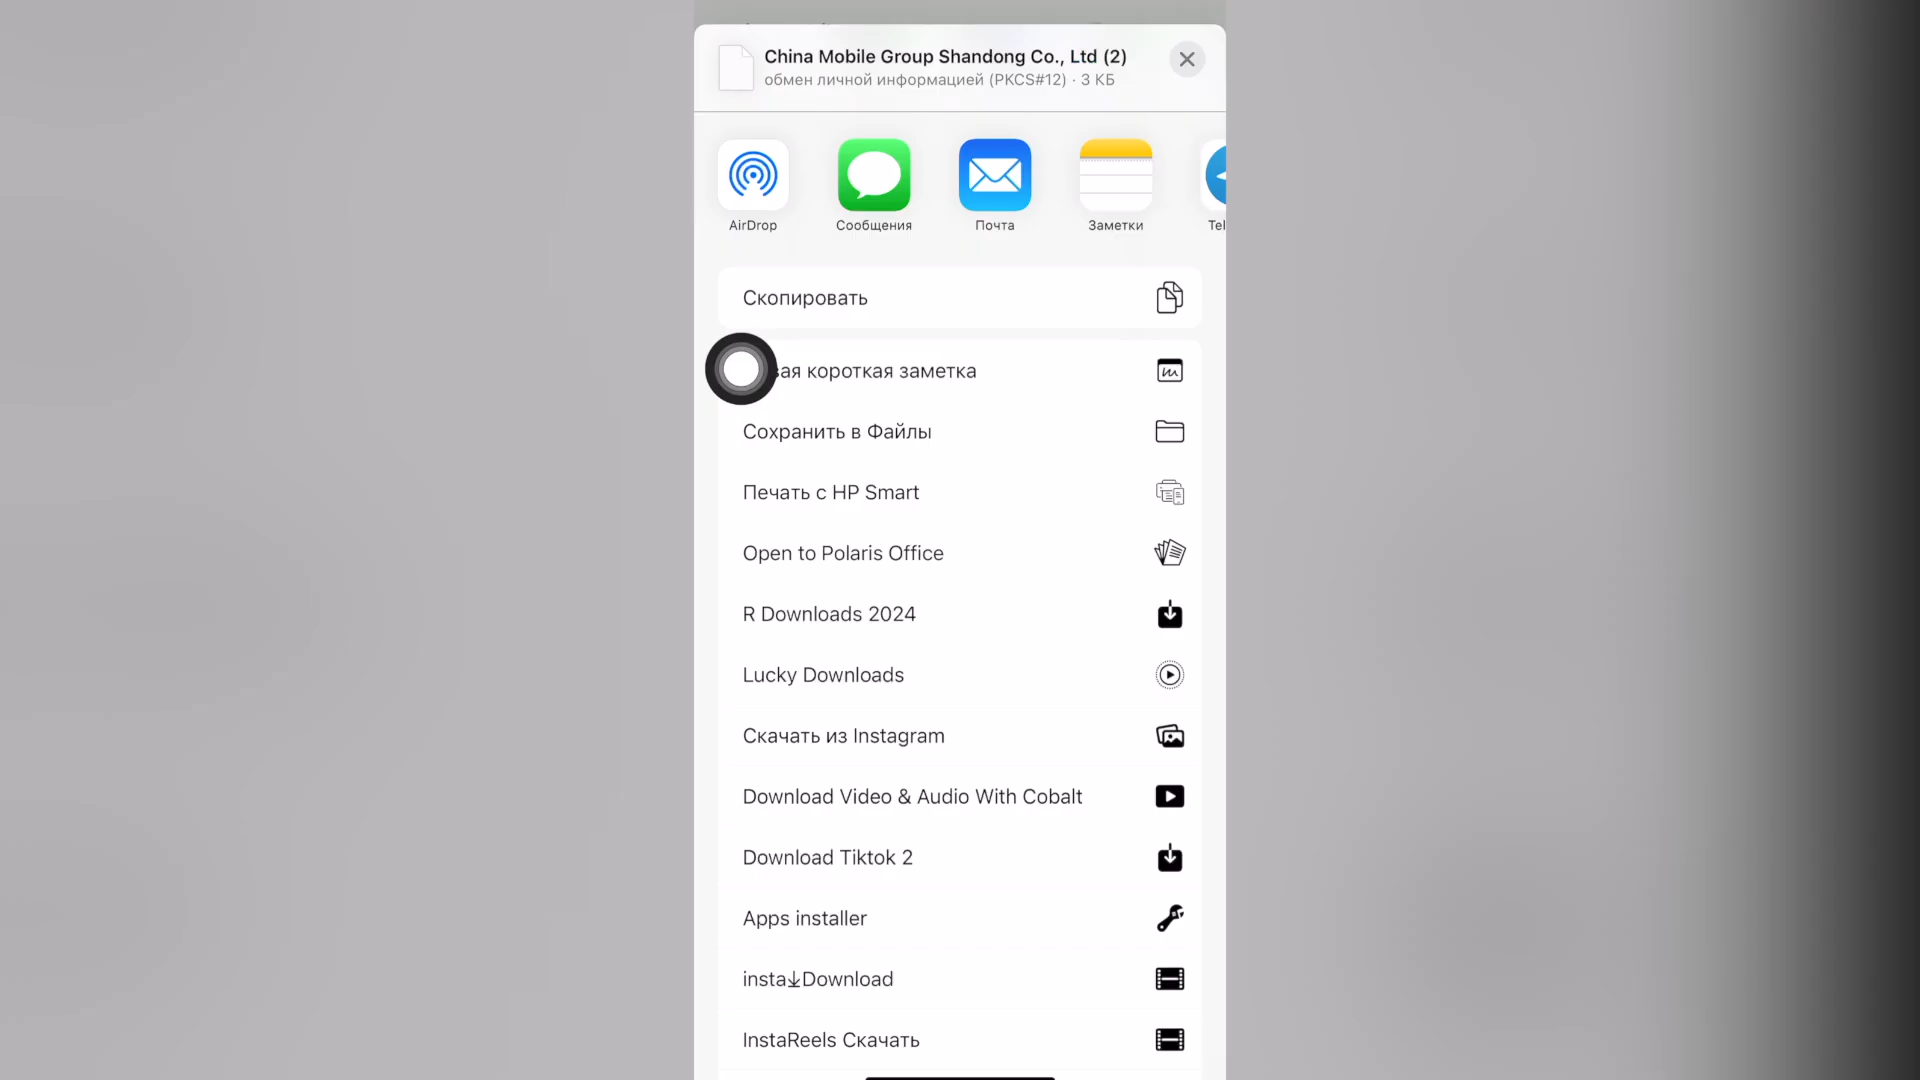 China Mobile Group Shandong Co., Ltd (2)
обмен личной информацией (PKCS#12) · 3 КБ
AirDrop
Сообщения
Почта
Заметки
Tel
Скопировать
вая короткая заметка
Сохранить в Файлы
Печать с HP Smart
Open to Polaris Office
R Downloads 2024
Lucky Downloads
Скачать из Instagram
Download Video & Audio With Cobalt
Download Tiktok 2
Apps installer
insta↓Download
InstaReels Скачать